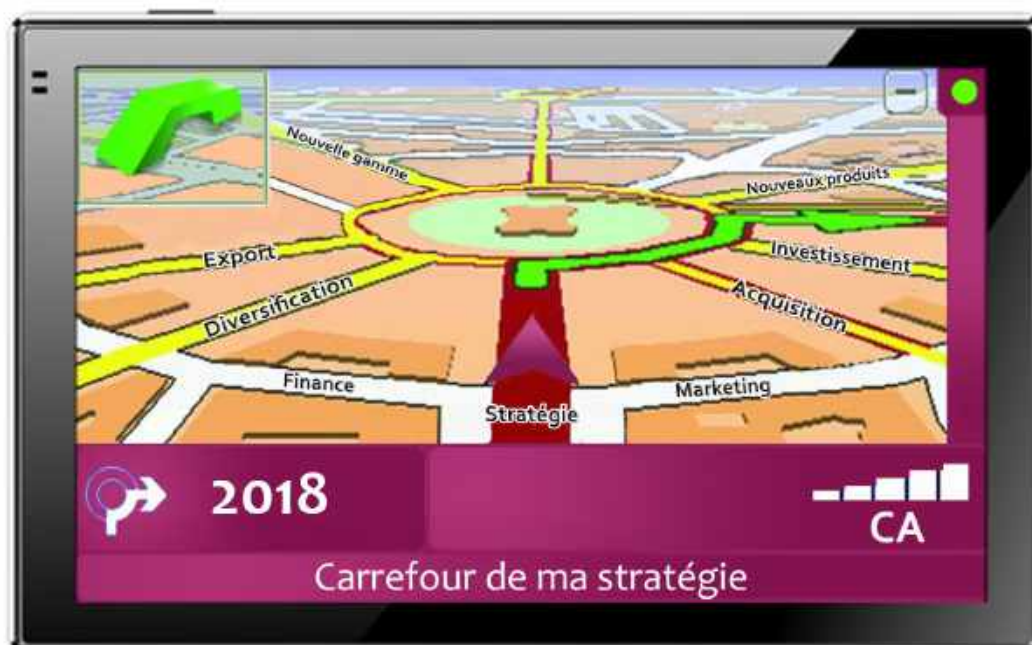 Nouvelle gamme
Nouveaux produits
Export
Investissement
Diversification
Acquisition
Finance
Marketing
Stratégie
2018
CA
Carrefour de ma stratégie